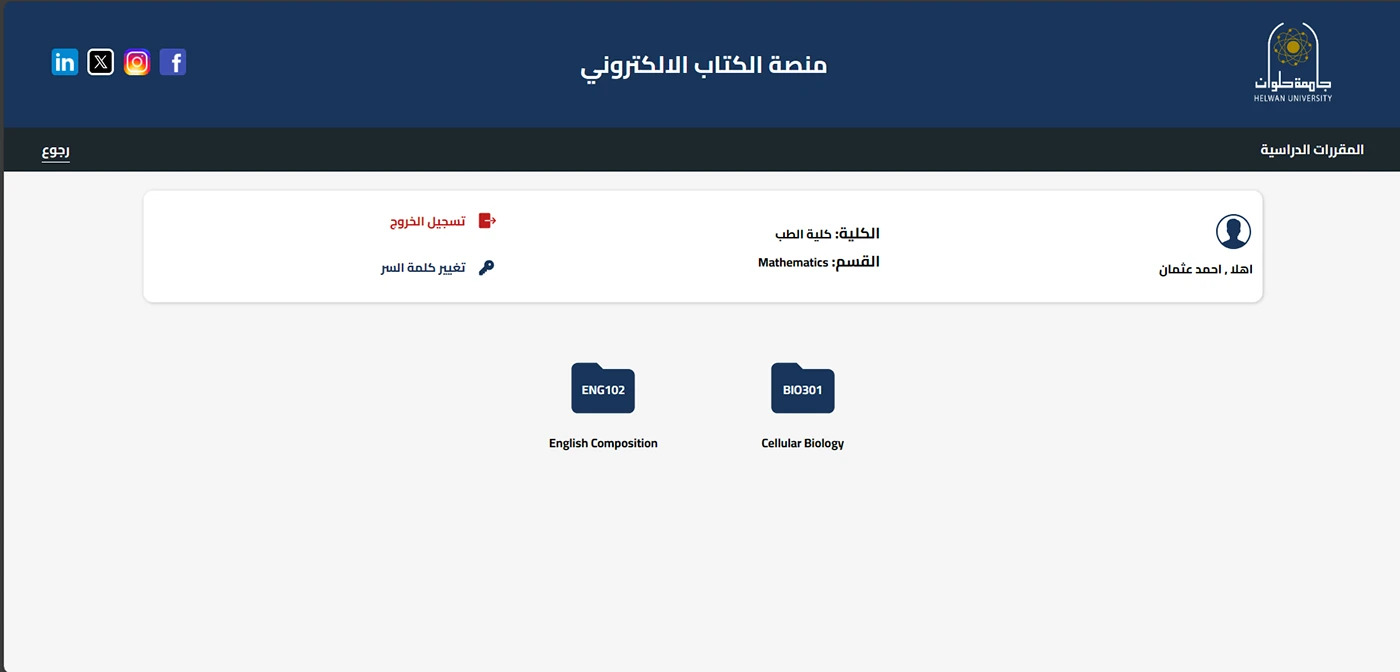 جامعة حلوان
HELWAN UNIVERSITY
منصة الكتاب الالكتروني
in
X
f
المقررات الدراسية
رجوع
اهلا , احمد عثمان
الكلية: كلية الطب
القسم: Mathematics
تسجيل الخروج
تغيير كلمة السر
BIO301
Cellular Biology
ENG102
English Composition